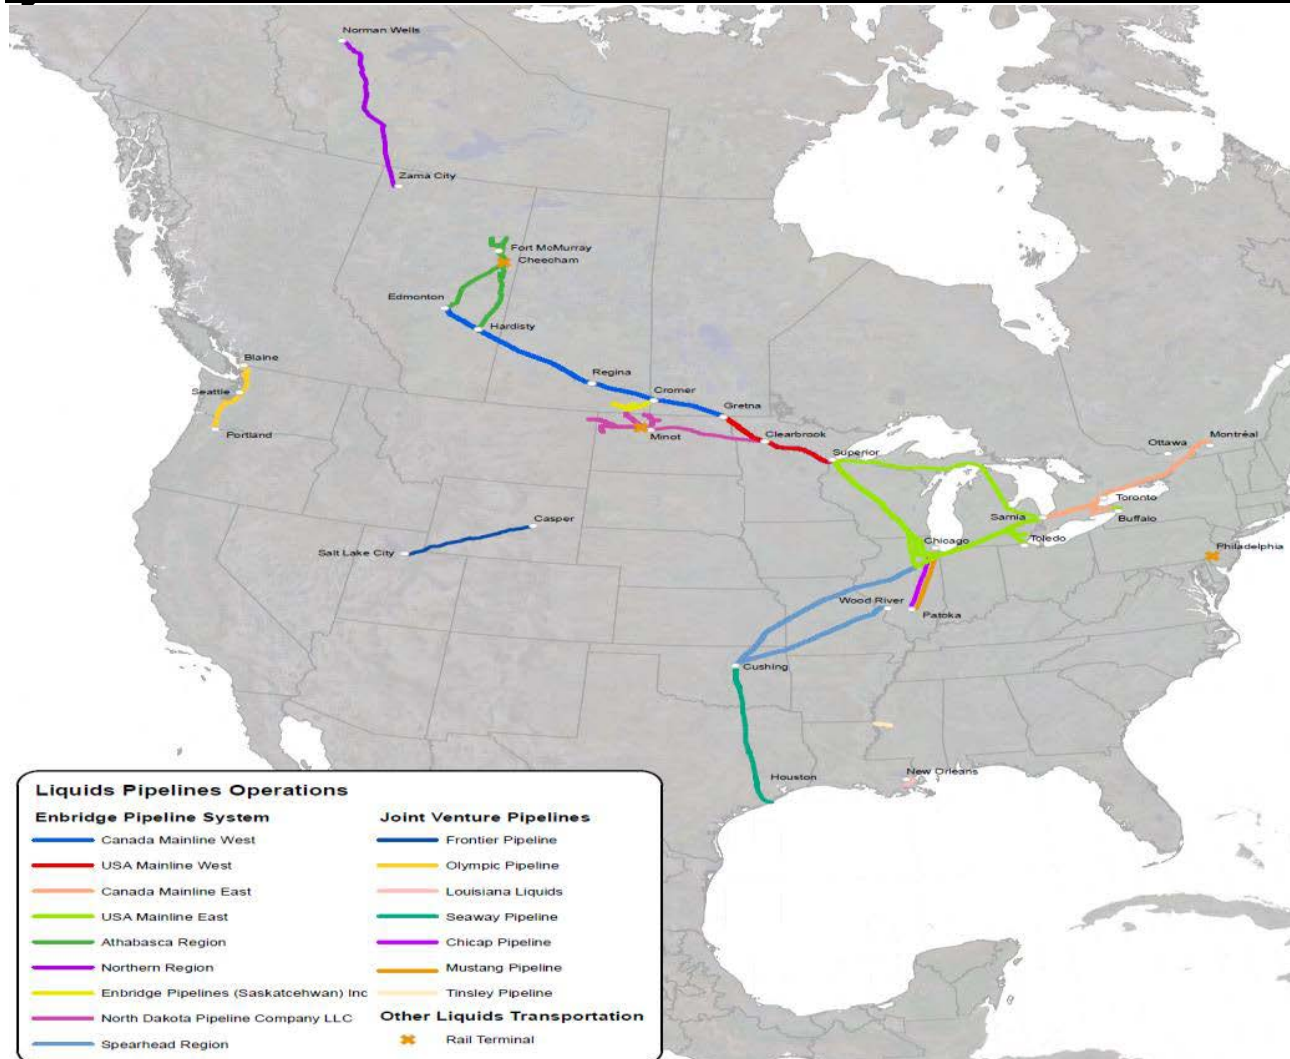 Norman Wells
Zama City
Fort McMurray
Cheecham
Edmonton
Hardisty
Blaine
Regina
Seattle
Cromer
Gretna
Portland
Minot
Clearbrook
Ottawa
Montréal
Superior
Toronto
Casper
Sarnia
Buffalo
Salt Lake City
Chicago
Toledo
Philadelphia
Wood River
Patoka
Cushing
New Orleans
Houston
Liquids Pipelines Operations
Enbridge Pipeline System
Canada Mainline West
USA Mainline West
Canada Mainline East
USA Mainline East
Athabasca Region
Northern Region
Enbridge Pipelines (Saskatcehwan) Inc
North Dakota Pipeline Company LLC
Spearhead Region
Joint Venture Pipelines
Frontier Pipeline
Olympic Pipeline
Louisiana Liquids
Seaway Pipeline
Chicap Pipeline
Mustang Pipeline
Tinsley Pipeline
Other Liquids Transportation
Rail Terminal